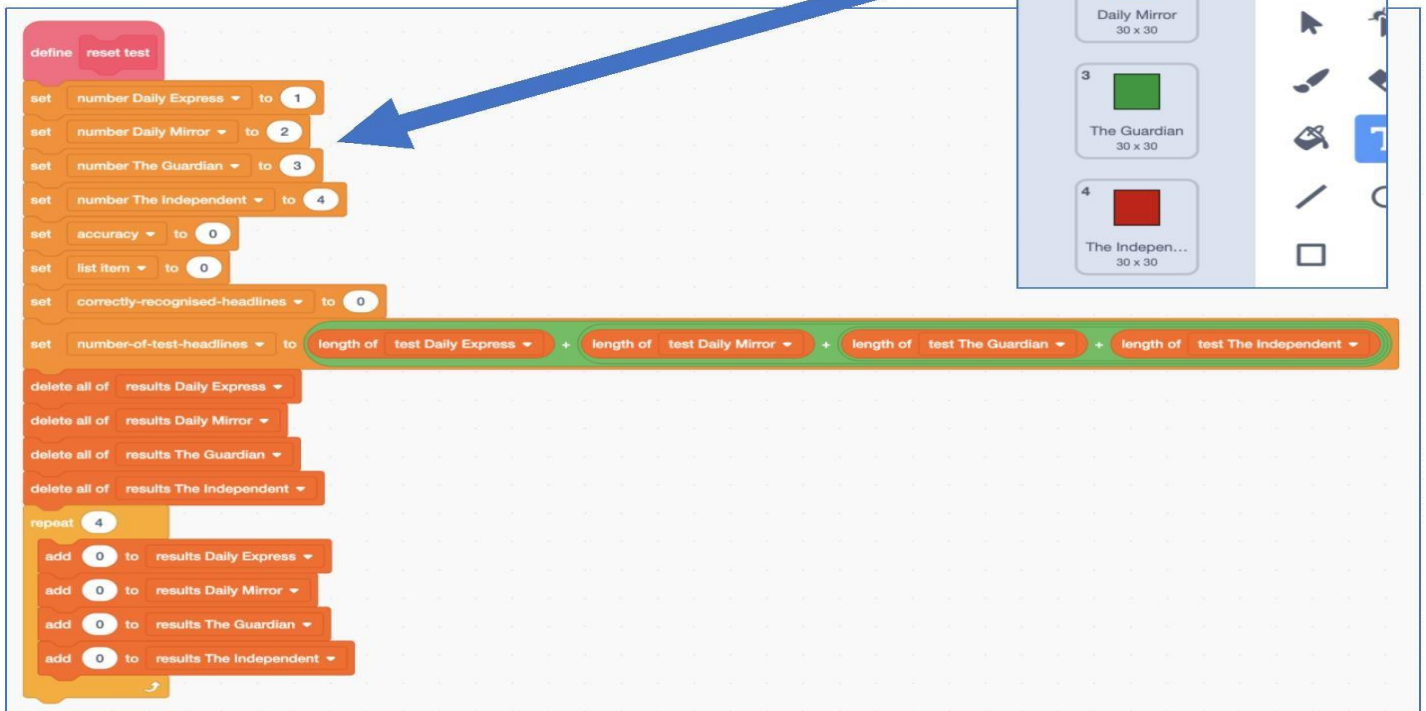 define reset test
set number Daily Express to 1
set number Daily Mirror to 2
set number The Guardian to 3
set number The Independent to 4
set accuracy to 0
set list item to 0
set correctly-recognised-headlines to 0
set number-of-test-headlines to length of test Daily Express + length of test Daily Mirror + length of test The Guardian + length of test The Independent
delete all of results Daily Express
delete all of results Daily Mirror
delete all of results The Guardian
delete all of results The Independent
repeat 4
add 0 to results Daily Express
add 0 to results Daily Mirror
add 0 to results The Guardian
add 0 to results The Independent
Daily Mirror
30 x 30
3
The Guardian
30 x 30
4
The Indepen...
30 x 30
T